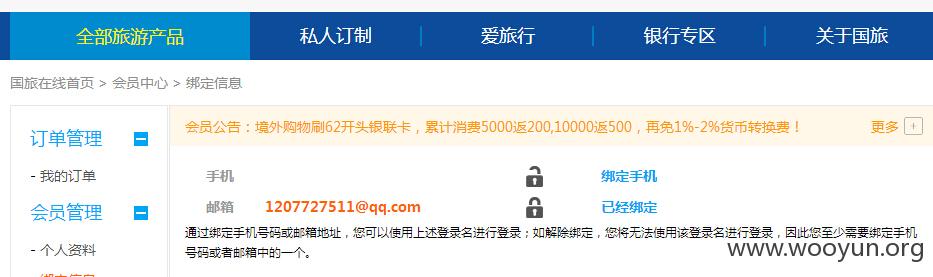 全部旅游产品 私人订制 爱旅行 银行专区 关于国旅
国旅在线首页 > 会员中心 > 绑定信息
订单管理
- 我的订单
会员管理
- 个人资料
绑定信息
会员公告：境外购物刷62开头银联卡，累计消费5000返200,10000返500，再免1%-2%货币转换费！ 更多 +
手机 绑定手机
邮箱 1207727511@qq.com 已经绑定
通过绑定手机号码或邮箱地址，您可以使用上述登录名进行登录；如解除绑定，您将无法使用该登录名进行登录，因此您至少需要绑定手机
号码或者邮箱中的一个。
www.wooyun.org